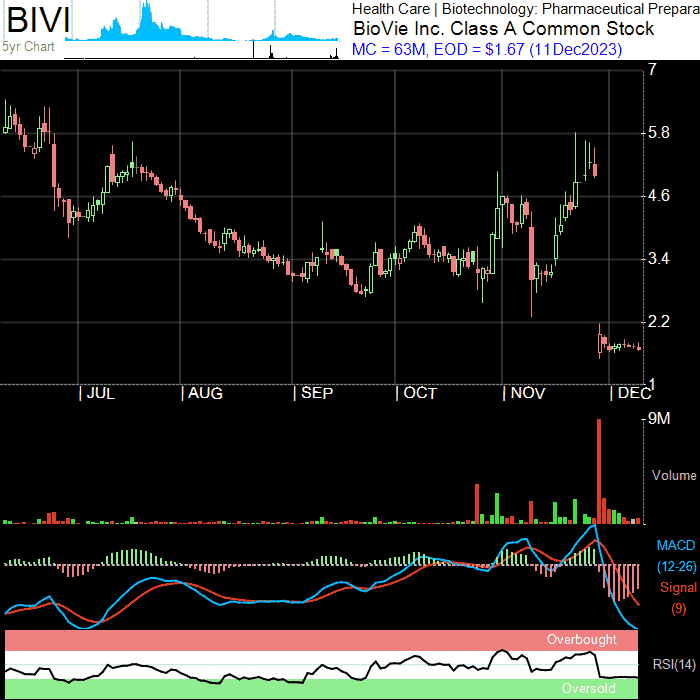 BIVI
5yr Chart
Health Care | Biotechnology: Pharmaceutical Prepara
BioVie Inc. Class A Common Stock
MC = 63M, EOD = $1.67 (11Dec2023)
7
5.8
4.6
3.4
2.2
1
JUL AUG SEP OCT NOV DEC
9M
Volume
MACD
(12-26)
Signal
(9)
Overbought
RSI(14)
Oversold